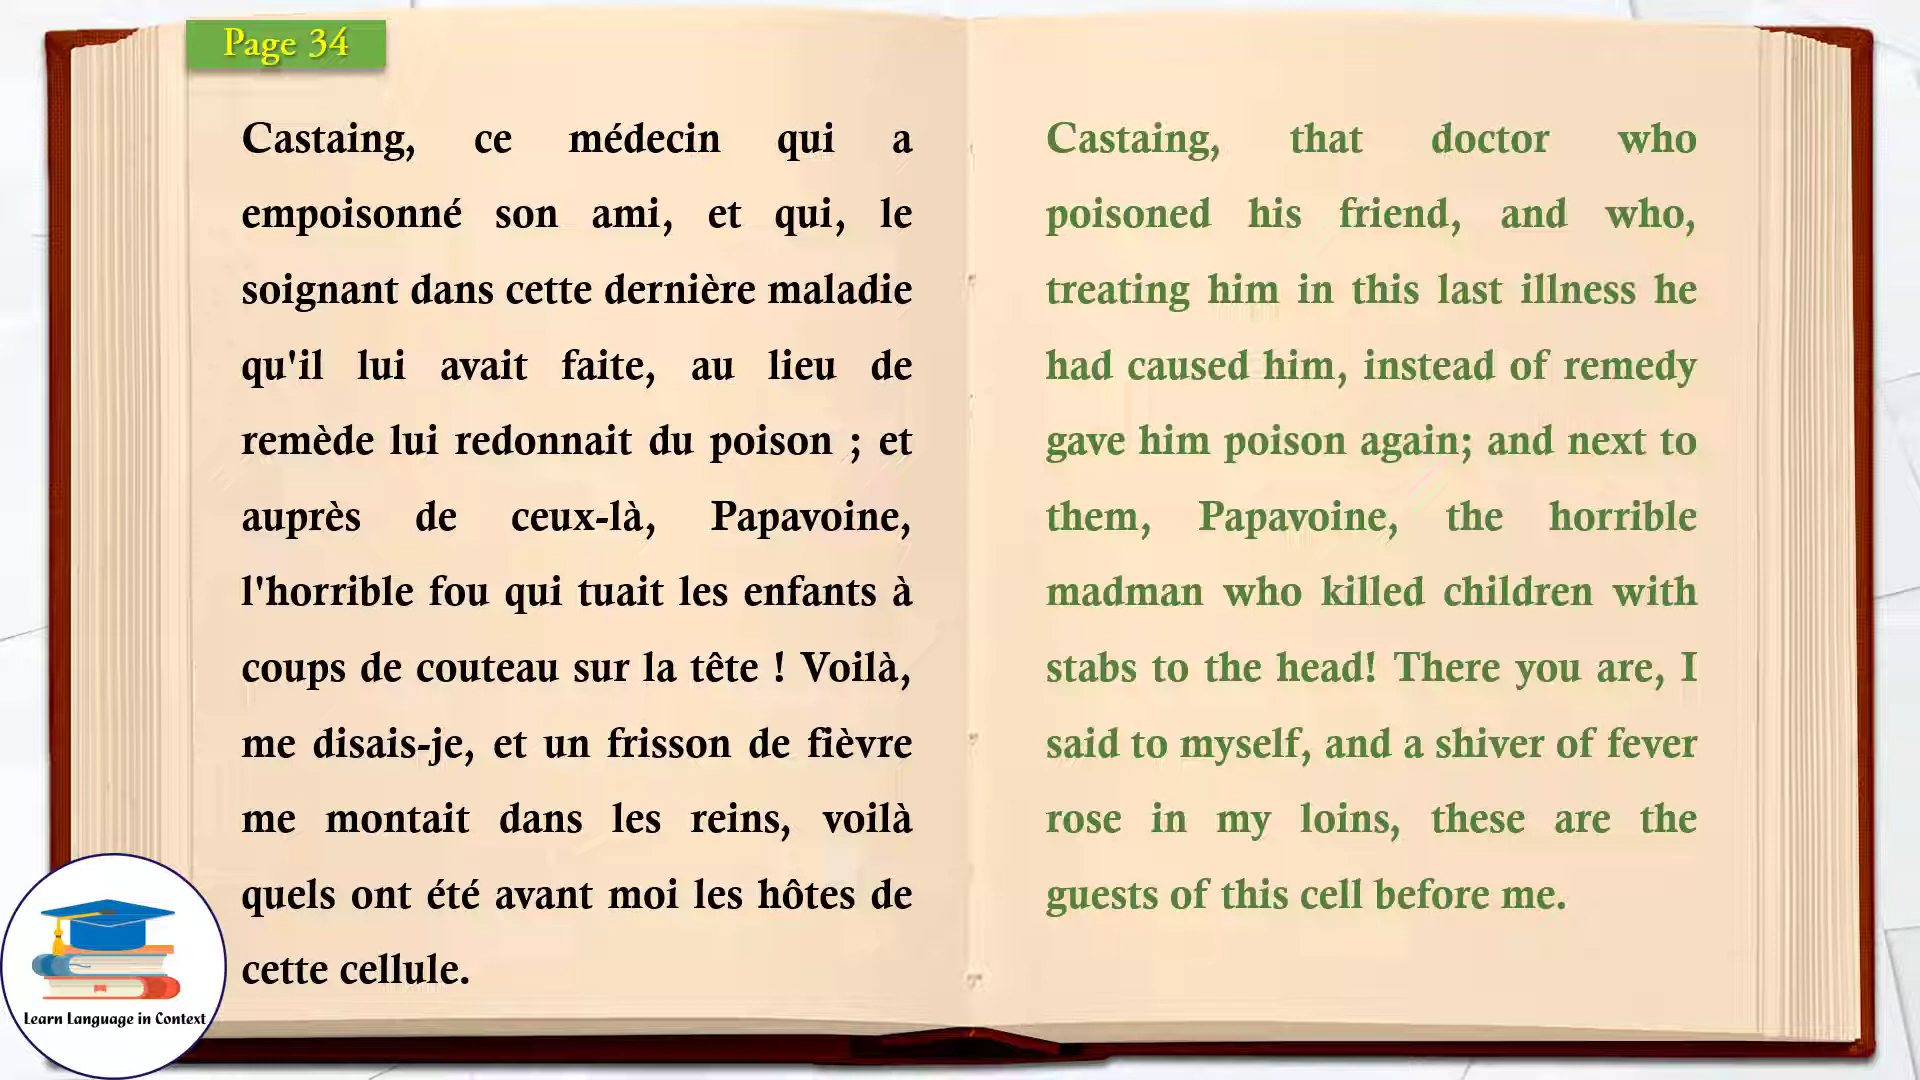 Page 34
Castaing, ce médecin qui a
empoisonné son ami, et qui, le
soignant dans cette dernière maladie
qu'il lui avait faite, au lieu de
remède lui redonnait du poison ; et
auprès de ceux-là, Papavoine,
l'horrible fou qui tuait les enfants à
coups de couteau sur la tête ! Voilà,
me disais-je, et un frisson de fièvre
me montait dans les reins, voilà
quels ont été avant moi les hôtes de
cette cellule.
Castaing, that doctor who
poisoned his friend, and who,
treating him in this last illness he
had caused him, instead of remedy
gave him poison again; and next to
them, Papavoine, the horrible
madman who killed children with
stabs to the head! There you are, I
said to myself, and a shiver of fever
rose in my loins, these are the
guests of this cell before me.
Learn Language in Context